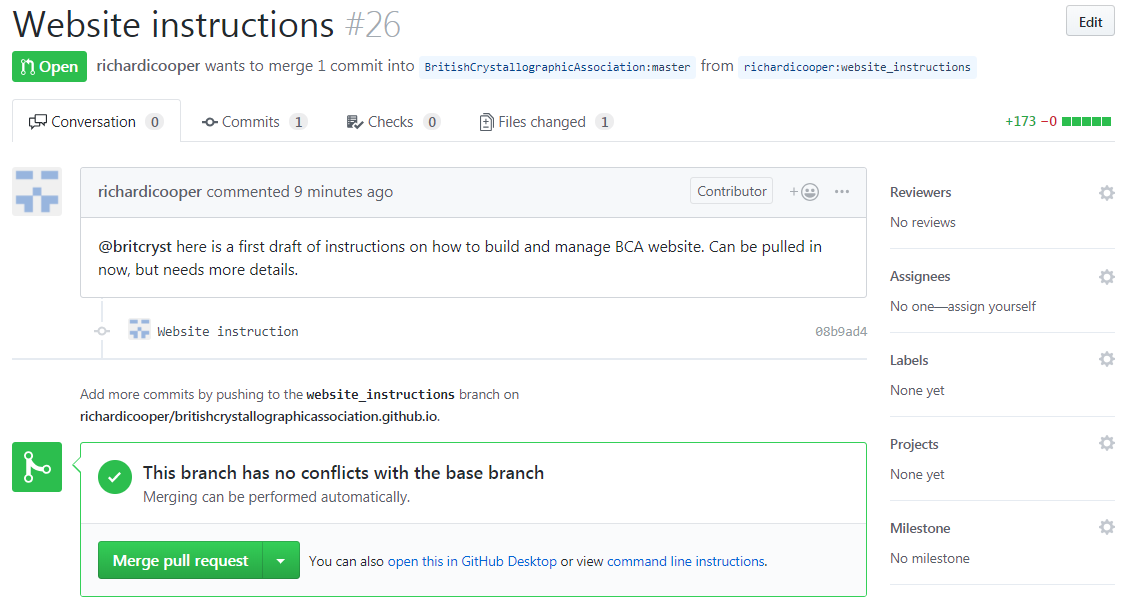 Website instructions #26
Edit
Open richardicooper wants to merge 1 commit into BritishCrystallographicAssociation:master from richardicooper:website_instructions
Conversation 0 Commits 1 Checks 0 Files changed 1 +173 −0
richardicooper commented 9 minutes ago Contributor
@britcryst here is a first draft of instructions on how to build and manage BCA website. Can be pulled in
now, but needs more details.
Website instruction 08b9ad4
Add more commits by pushing to the website_instructions branch on
richardicooper/britishcrystallographicassociation.github.io.
This branch has no conflicts with the base branch
Merging can be performed automatically.
Merge pull request You can also open this in GitHub Desktop or view command line instructions.
Reviewers
No reviews
Assignees
No one—assign yourself
Labels
None yet
Projects
None yet
Milestone
No milestone